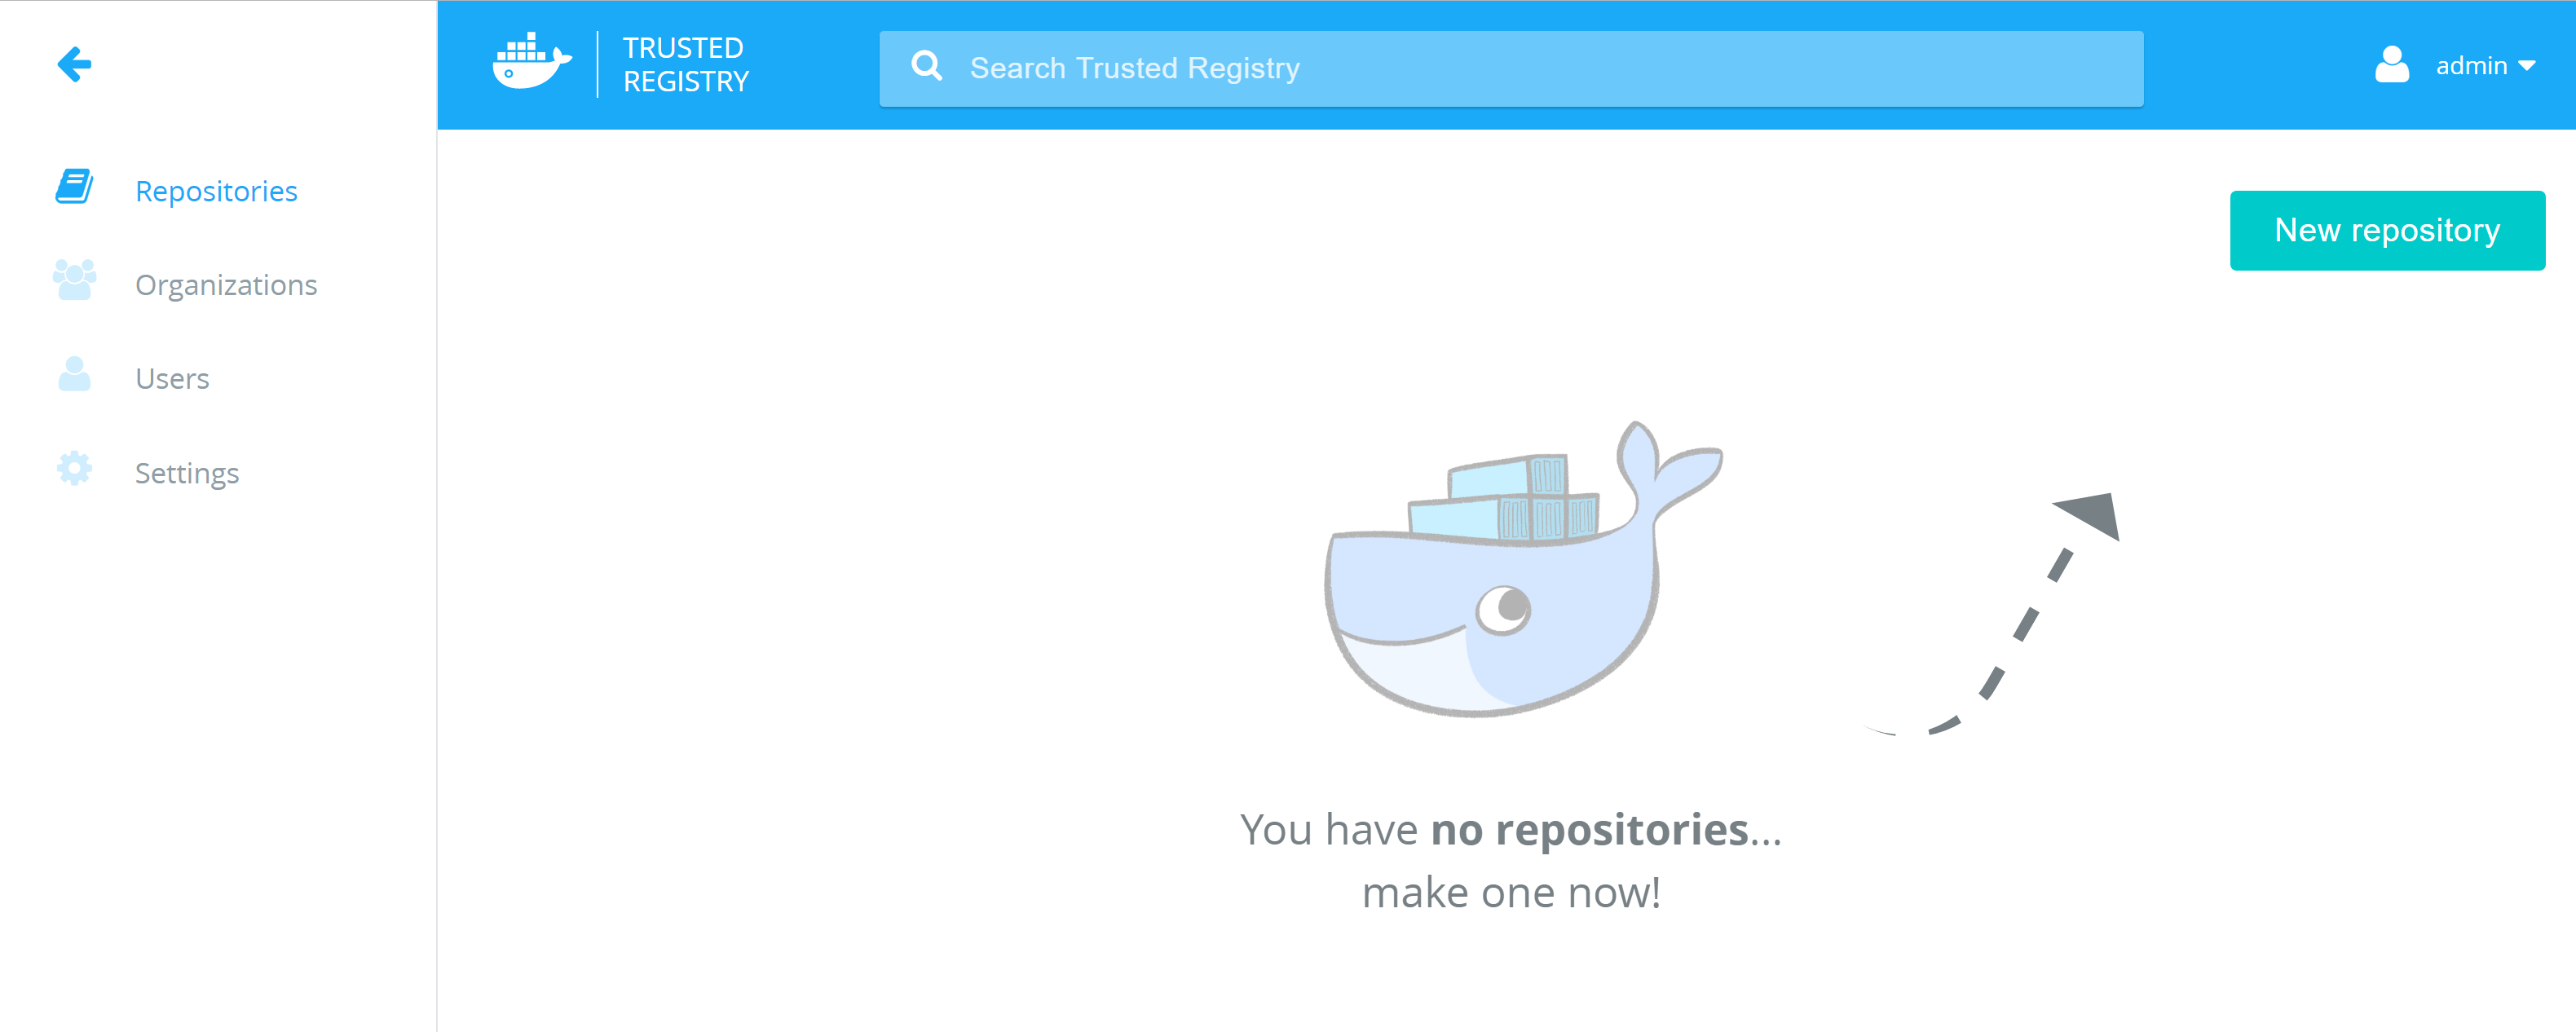 TRUSTED
REGISTRY
Search Trusted Registry
admin
Repositories
Organizations
Users
Settings
New repository
You have no repositories...
make one now!